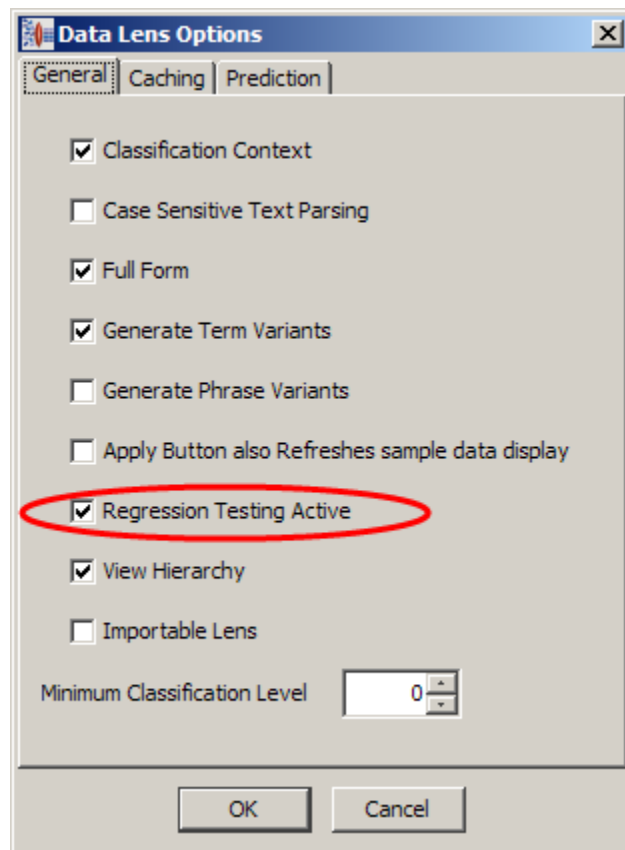 Data Lens Options
General Caching Prediction
Classification Context
Case Sensitive Text Parsing
Full Form
Generate Term Variants
Generate Phrase Variants
Apply Button also Refreshes sample data display
Regression Testing Active
View Hierarchy
Importable Lens
Minimum Classification Level 0
OK Cancel